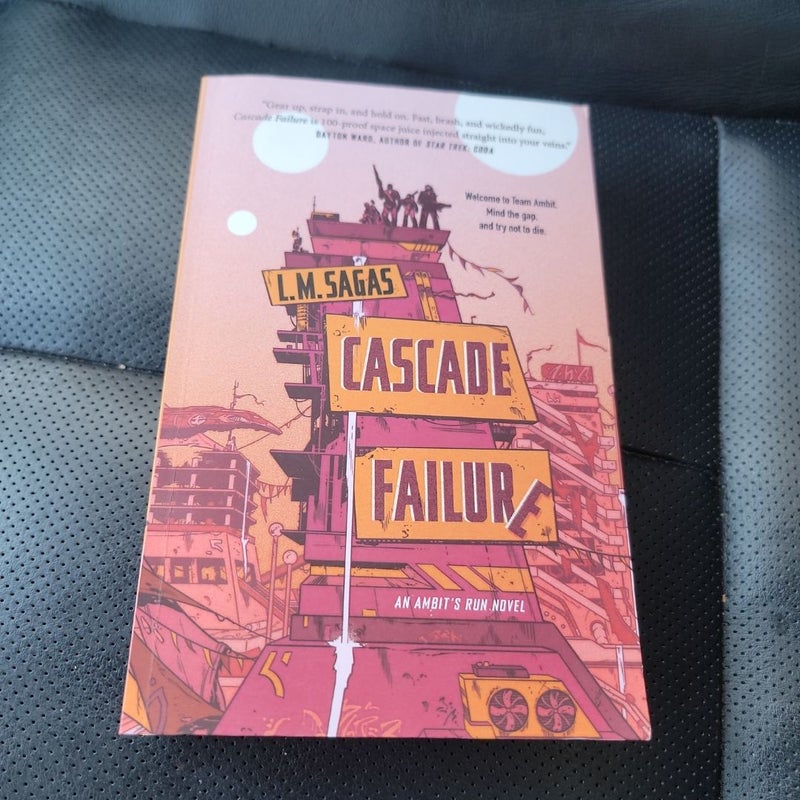 "Gear up, strap in, and hold on. Fast, brash, and wickedly fun,
Cascade Failure is 100-proof space juice injected straight into your veins."
DAYTON WARD, AUTHOR OF STAR TREK: CODA
Welcome to Team Ambit.
Mind the gap,
and try not to die.
L.M. SAGAS
CASCADE
FAILURE
AN AMBIT'S RUN NOVEL